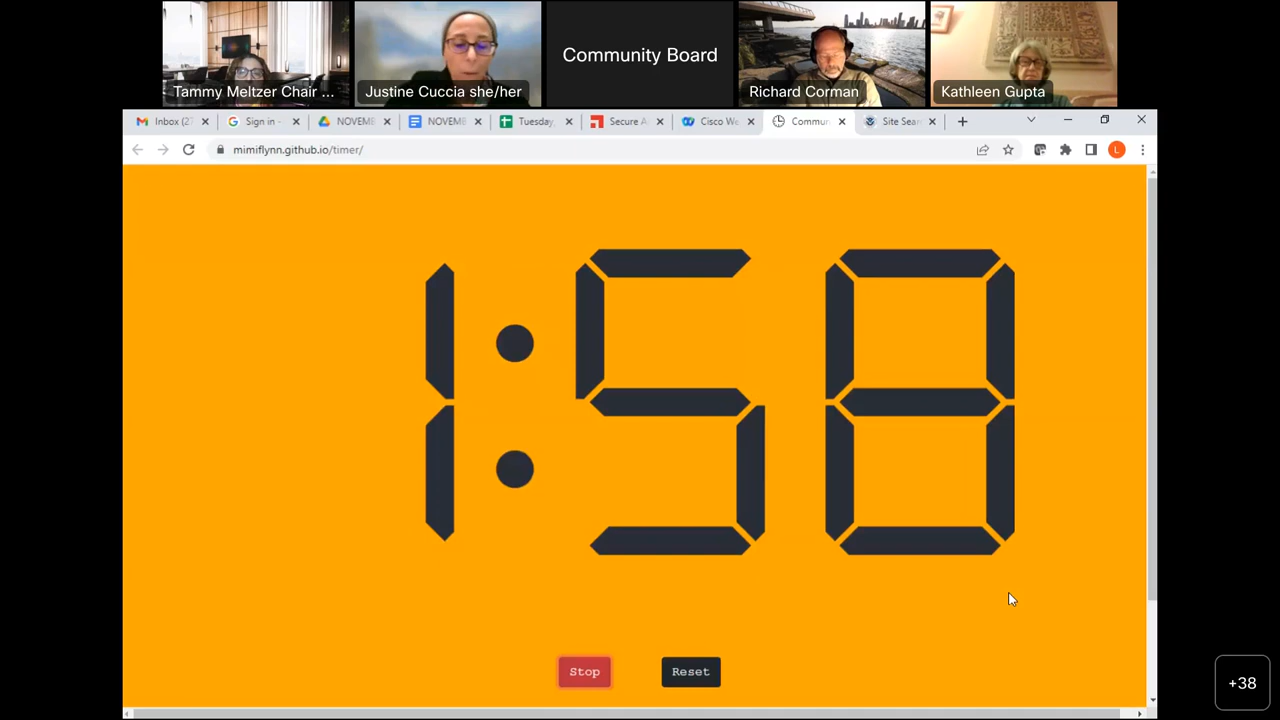 Tammy Meltzer Chair ...
Justine Cuccia she/her
Community Board
Richard Corman
Kathleen Gupta
Inbox (2
Sign in -
NOVEMB
NOVEMB
Tuesday,
Secure A
Cisco We
Commun
Site Sear
mimiflynn.github.io/timer/
L
1:58
Stop
Reset
+38